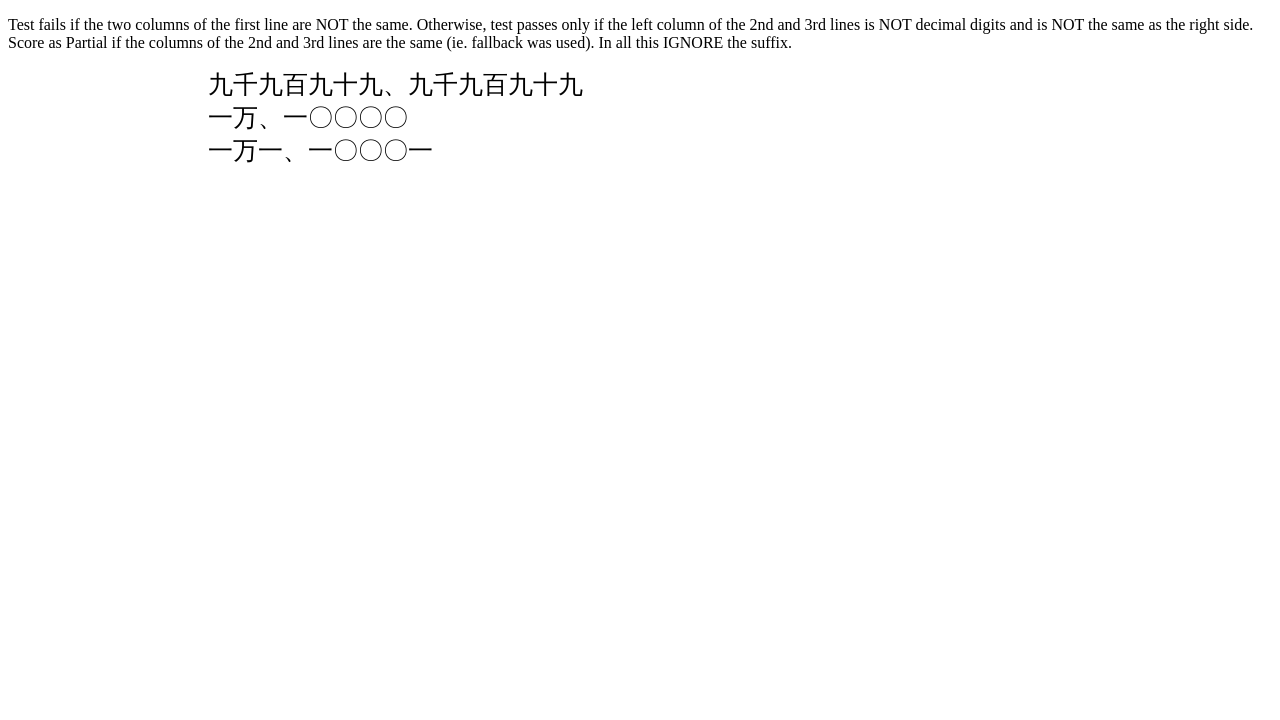 Test fails if the two columns of the first line are NOT the same. Otherwise, test passes only if the left column of the 2nd and 3rd lines is NOT decimal digits and is NOT the same as the right side.
Score as Partial if the columns of the 2nd and 3rd lines are the same (ie. fallback was used). In all this IGNORE the suffix.
九千九百九十九、九千九百九十九
一万、一〇〇〇〇
一万一、一〇〇〇一